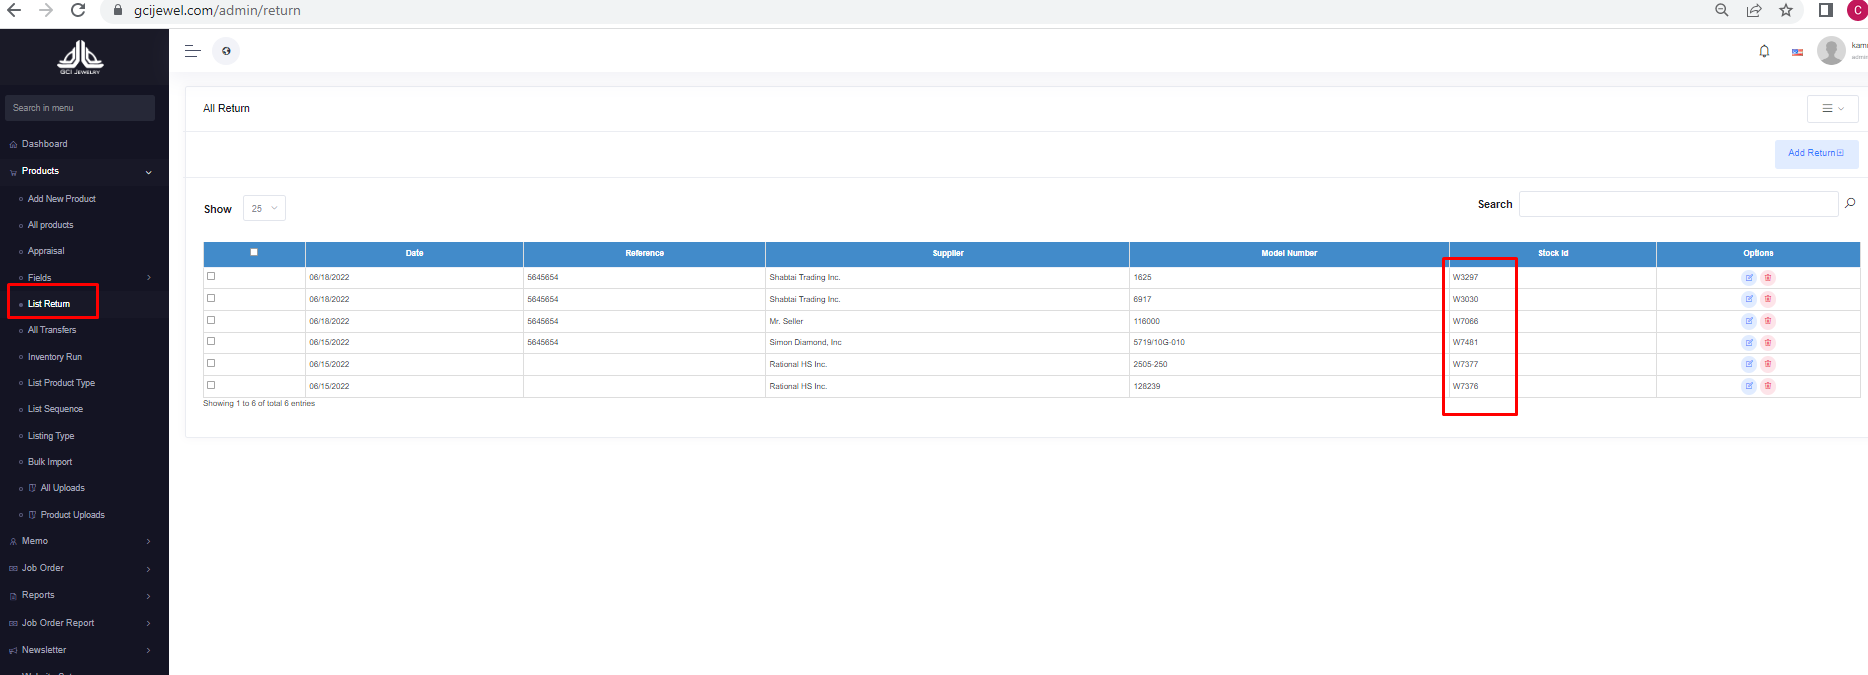 gcijewel.com/admin/return
C
GCI JEWELRY
kam
admin
Search in menu
All Return
Dashboard
Products
Add Return
Add New Product
Show 25
Search
All products
Appraisal
Date Reference Supplier Model Number Stock Id Options
Fields
06/18/2022 5645654 Shabtai Trading Inc. 1625 W3297
List Return
06/18/2022 5645654 Shabtai Trading Inc. 6917 W3030
All Transfers
06/18/2022 5645654 Mr. Seller 116000 W7066
Inventory Run
06/15/2022 5645654 Simon Diamond, Inc 5719/10G-010 W7481
06/15/2022 Rational HS Inc. 2505-250 W7377
List Product Type
06/15/2022 Rational HS Inc. 128239 W7376
Showing 1 to 6 of total 6 entries
List Sequence
Listing Type
Bulk Import
All Uploads
Product Uploads
Memo
Job Order
Reports
Job Order Report
Newsletter